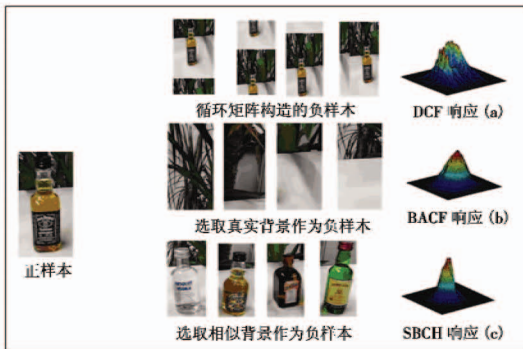 循环矩阵构造的负样本
DCF 响应 (a)
选取真实背景作为负样本
BACF 响应 (b)
正样本
选取相似背景作为负样本
SBCH 响应 (c)